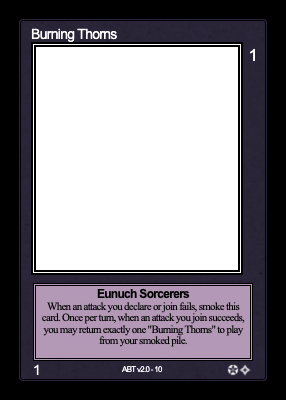 Burning Thorns
1
Eunuch Sorcerers
When an attack you declare or join fails, smoke this
card. Once per turn, when an attack you join succeeds,
you may return exactly one "Burning Thorns" to play
from your smoked pile.
1
ABT v2.0 - 10